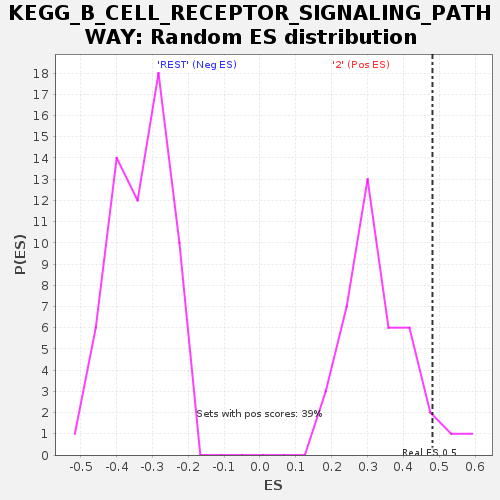 KEGG_B_CELL_RECEPTOR_SIGNALING_PATH
WAY: Random ES distribution
'REST' (Neg ES)
'2' (Pos ES)
18
17
16
15
14
13
12
11
10
9
8
7
6
5
4
3
2
1
0
P(ES)
Sets with pos scores: 39%
Real ES 0.5
-0.5 -0.4 -0.3 -0.2 -0.1 0.0 0.1 0.2 0.3 0.4 0.5 0.6
ES